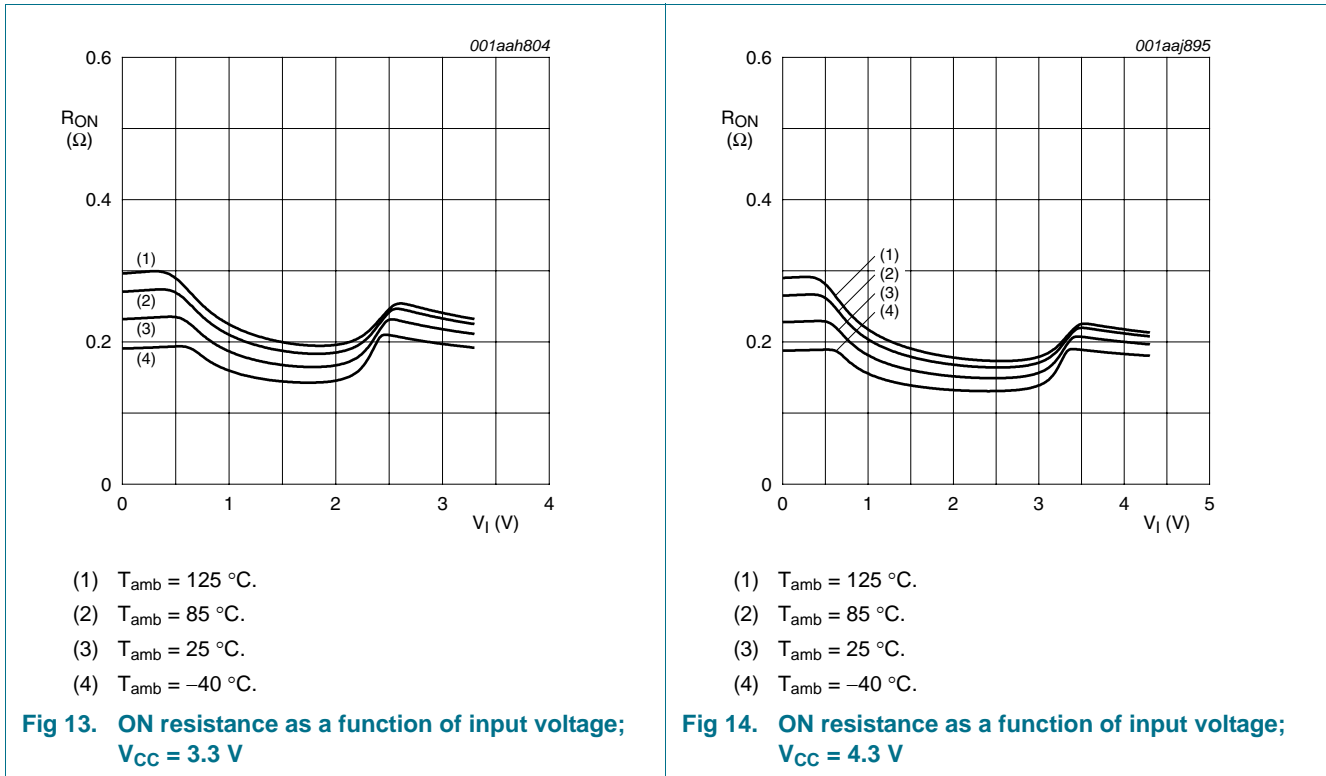 001aah804
0.6
RON
(Ω)
0.4
(1)
(2)
(3)
(4)
0.2
0
0 1 2 3 4
VI (V)
(1) Tamb = 125 °C.
(2) Tamb = 85 °C.
(3) Tamb = 25 °C.
(4) Tamb = −40 °C.
Fig 13. ON resistance as a function of input voltage;
VCC = 3.3 V
001aaj895
0.6
RON
(Ω)
0.4
(1)
(2)
(3)
(4)
0.2
0
0 1 2 3 4 5
VI (V)
(1) Tamb = 125 °C.
(2) Tamb = 85 °C.
(3) Tamb = 25 °C.
(4) Tamb = −40 °C.
Fig 14. ON resistance as a function of input voltage;
VCC = 4.3 V